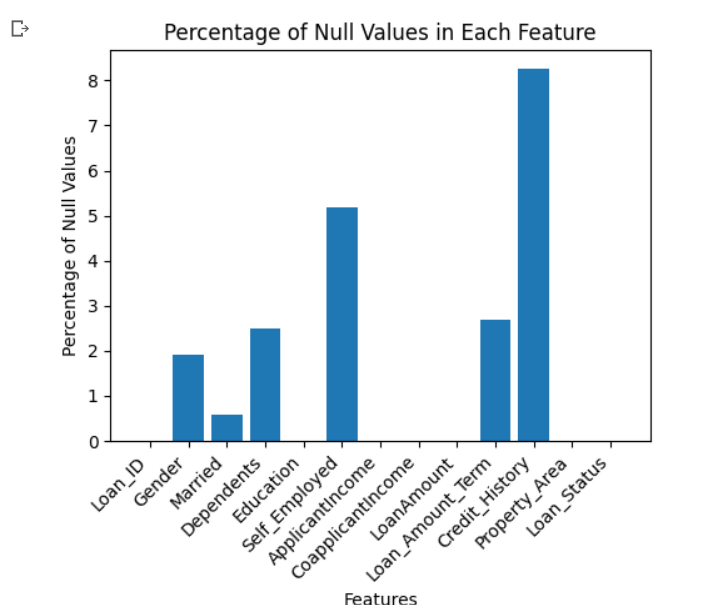 Percentage of Null Values in Each Feature
Percentage of Null Values
8
7
6
5
4
3
2
1
0
Loan_ID
Gender
Married
Dependents
Education
Self_Employed
ApplicantIncome
CoapplicantIncome
LoanAmount
Loan_Amount_Term
Credit_History
Property_Area
Loan_Status
Features